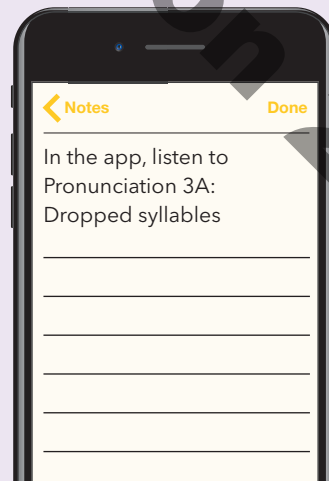 Notes
Done
In the app, listen to
Pronunciation 3A:
Dropped syllables